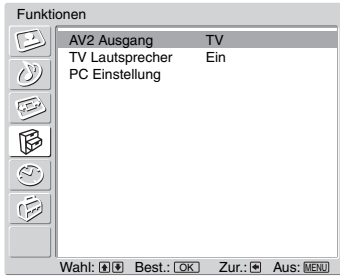 Funktionen
AV2 Ausgang TV
TV Lautsprecher Ein
PC Einstellung
Wahl: Best.: OK Zur.: Aus: MENU